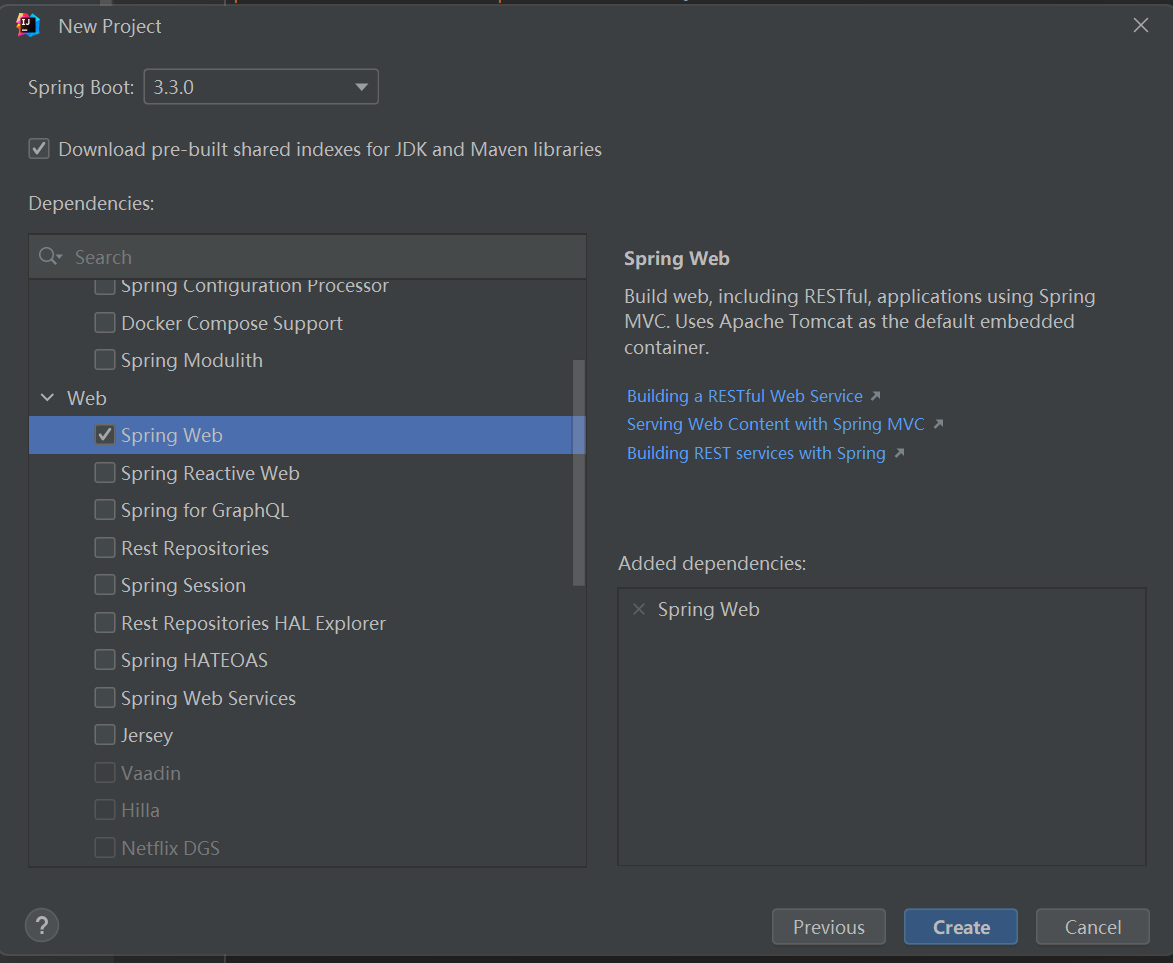 New Project
Spring Boot:
3.3.0
Download pre-built shared indexes for JDK and Maven libraries
Dependencies:
Search
Spring Configuration Processor
Docker Compose Support
Spring Modulith
Web
Spring Web
Spring Reactive Web
Spring for GraphQL
Rest Repositories
Spring Session
Rest Repositories HAL Explorer
Spring HATEOAS
Spring Web Services
Jersey
Vaadin
Hilla
Netflix DGS
Spring Web
Build web, including RESTful, applications using Spring
MVC. Uses Apache Tomcat as the default embedded
container.
Building a RESTful Web Service
Serving Web Content with Spring MVC
Building REST services with Spring
Added dependencies:
Spring Web
?
Previous
Create
Cancel